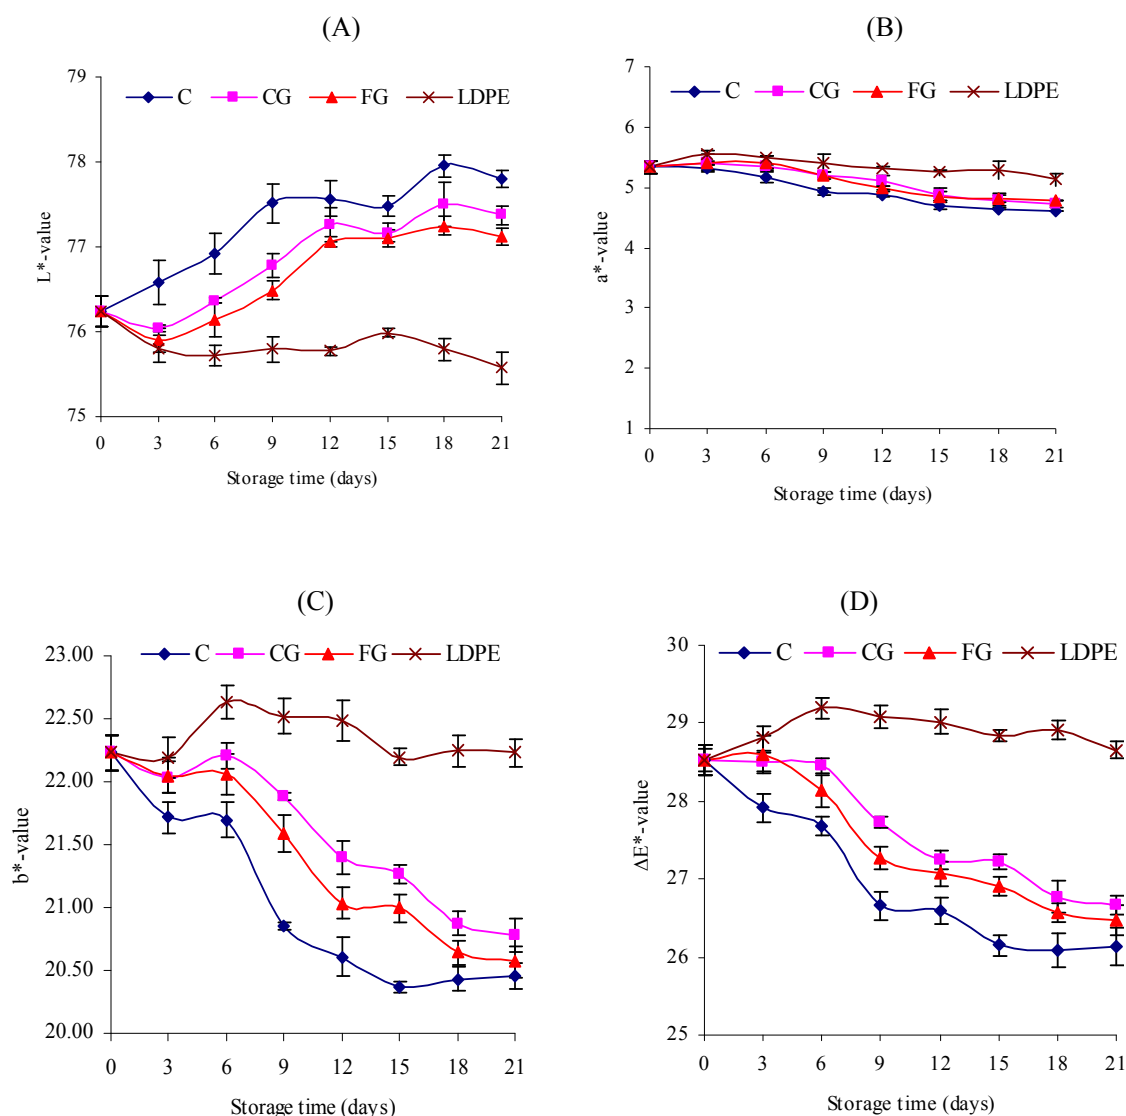 (A)
79
C CG FG LDPE
78
77
76
75
L*-value
0 3 6 9 12 15 18 21
Storage time (days)
(B)
7
C CG FG LDPE
6
5
4
3
2
1
a*-value
0 3 6 9 12 15 18 21
Storage time (days)
(C)
C CG FG LDPE
23.00
22.50
22.00
21.50
21.00
20.50
20.00
b*-value
0 3 6 9 12 15 18 21
Storage time (days)
(D)
C CG FG LDPE
30
29
28
27
26
25
ΔE*-value
0 3 6 9 12 15 18 21
Storage time (days)